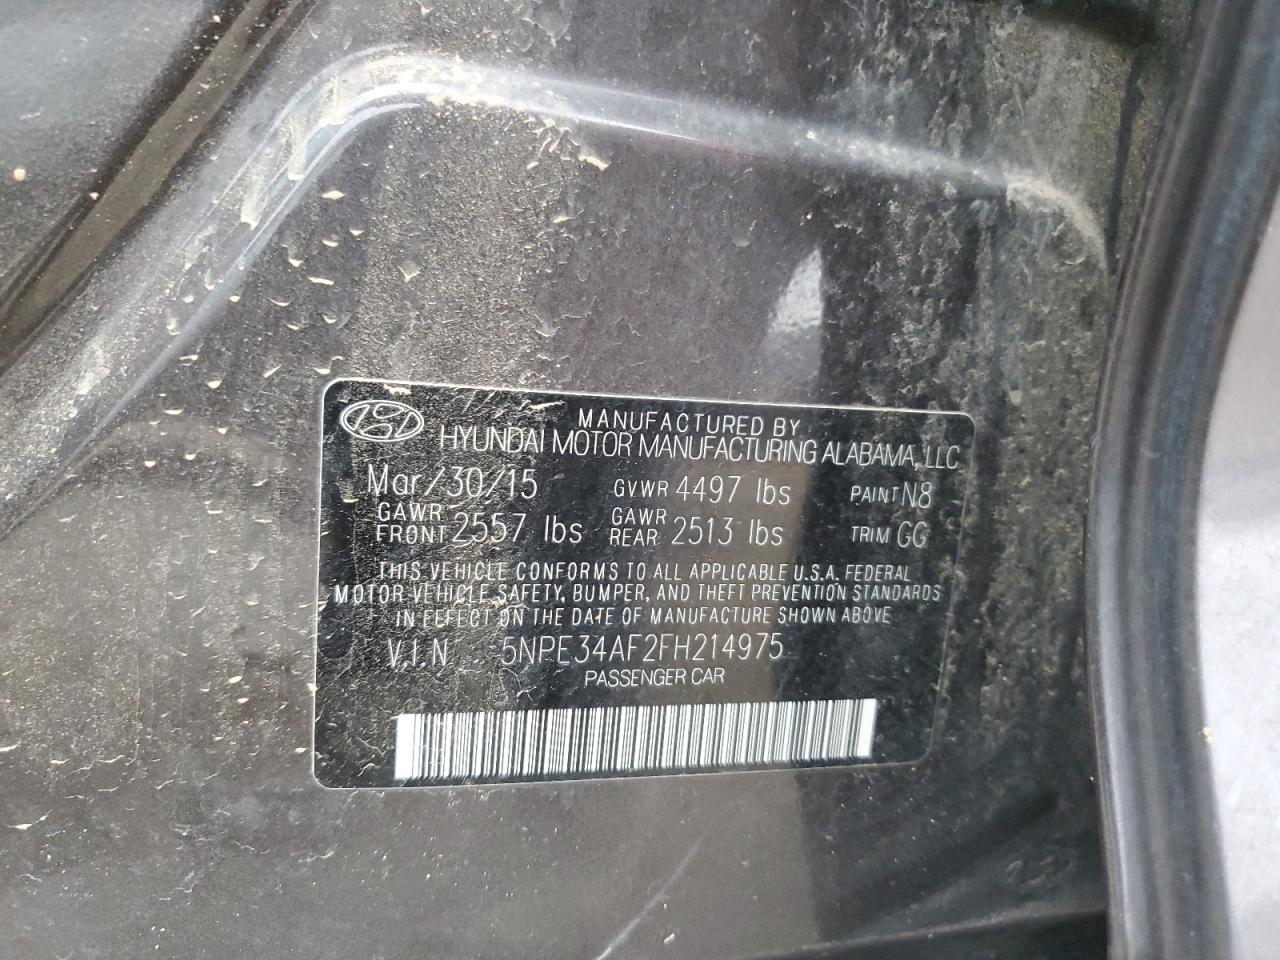 MANUFACTURED BY
HYUNDAI MOTOR MANUFACTURING ALABAMA, LLC
Mar/30/15 GVWR 4497 lbs PAINT N8
GAWR FRONT 2557 lbs GAWR REAR 2513 lbs TRIM GG
THIS VEHICLE CONFORMS TO ALL APPLICABLE U.S.A. FEDERAL
MOTOR VEHICLE SAFETY, BUMPER, AND THEFT PREVENTION STANDARDS
IN EFFECT ON THE DATE OF MANUFACTURE SHOWN ABOVE
V.I.N 5NPE34AF2FH214975
PASSENGER CAR